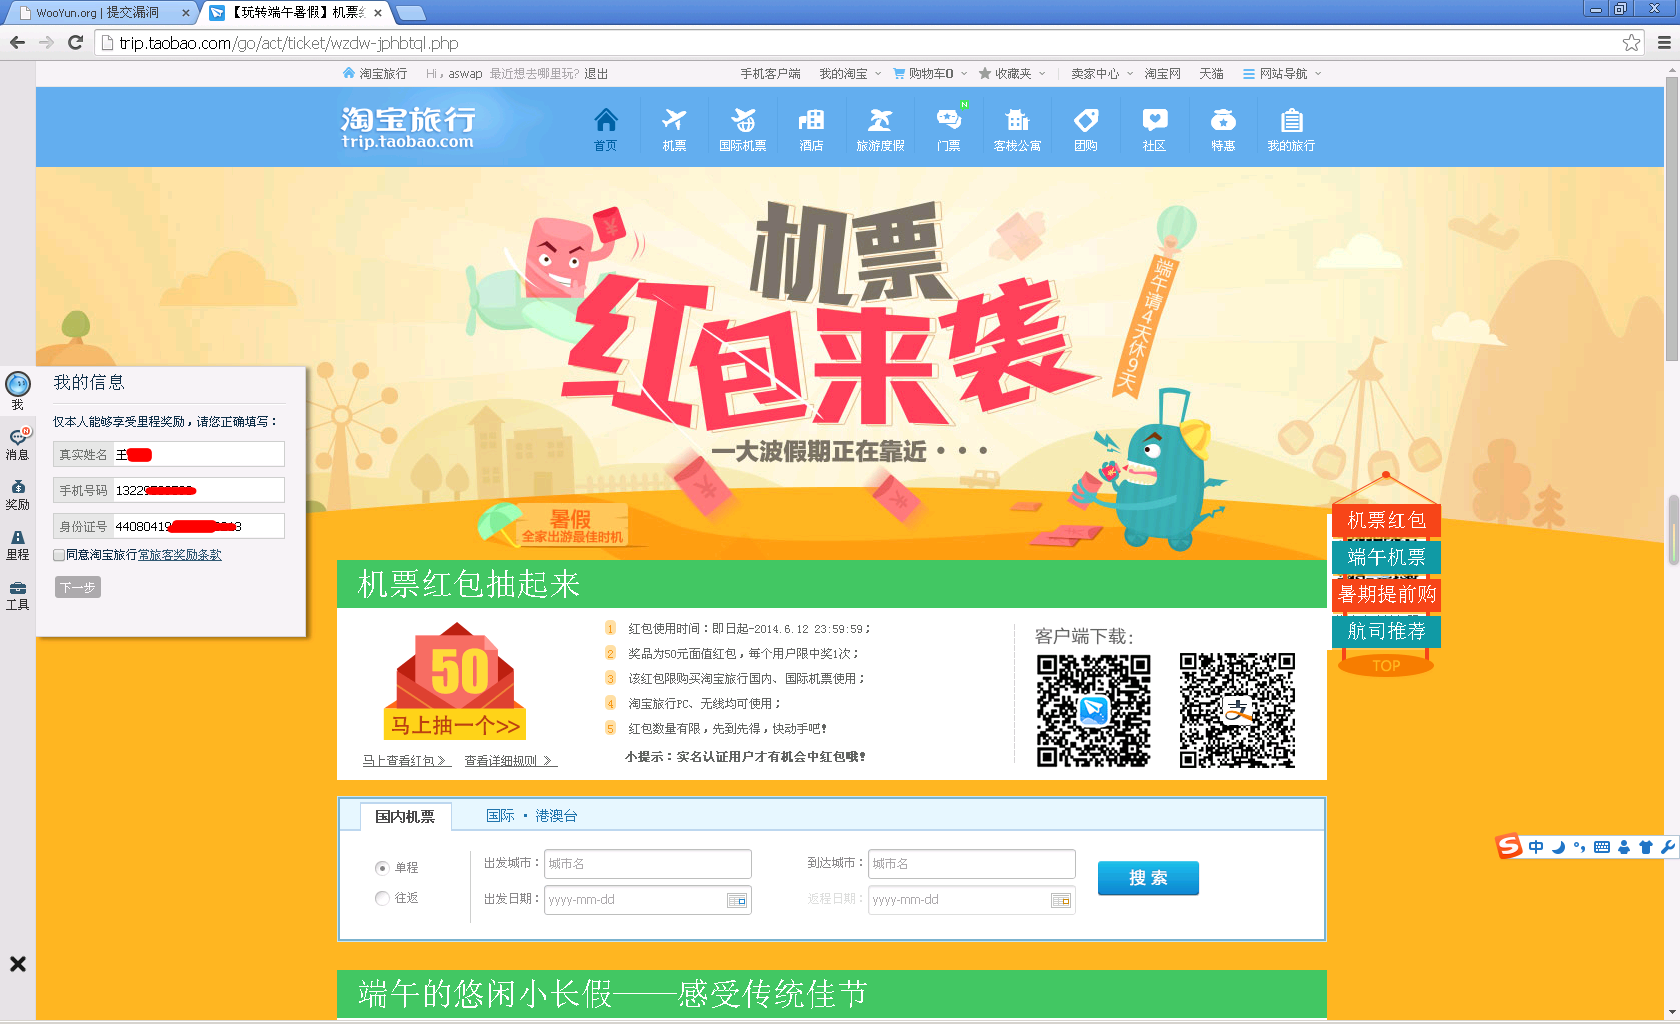 WooYun.org | 提交漏洞
【玩转端午暑假】机票
trip.taobao.com/go/act/ticket/wzdw-jphbtql.php
淘宝旅行 Hi，aswap 最近想去哪里玩? 退出 手机客户端 我的淘宝 购物车0 收藏夹 卖家中心 淘宝网 天猫 网站导航
淘宝旅行
trip.taobao.com
首页 机票 国际机票 酒店 旅游度假 门票 客栈公寓 团购 社区 特惠 我的旅行
N
机票
红包来袭
一大波假期正在靠近・・・
端午请4天休9天
暑假
全家出游最佳时机
我
消息
N
奖励
里程
工具
我的信息
仅本人能够享受里程奖励，请您正确填写：
真实姓名 王
手机号码 13229
身份证号 44080419 3
同意淘宝旅行常旅客奖励条款
下一步
机票红包
端午机票
暑期提前购
航司推荐
TOP
机票红包抽起来
50
马上抽一个>>
马上查看红包 》 查看详细规则 》
1 红包使用时间：即日起-2014.6.12 23:59:59；
2 奖品为50元面值红包，每个用户限中奖1次；
3 该红包限购买淘宝旅行国内、国际机票使用；
4 淘宝旅行PC、无线均可使用；
5 红包数量有限，先到先得，快动手吧!
小提示：实名认证用户才有机会中红包哦!
客户端下载：
国内机票 国际・港澳台
单程
往返
出发城市： 城市名 到达城市： 城市名
出发日期： yyyy-mm-dd 返程日期： yyyy-mm-dd
搜 索
中
端午的悠闲小长假——感受传统佳节